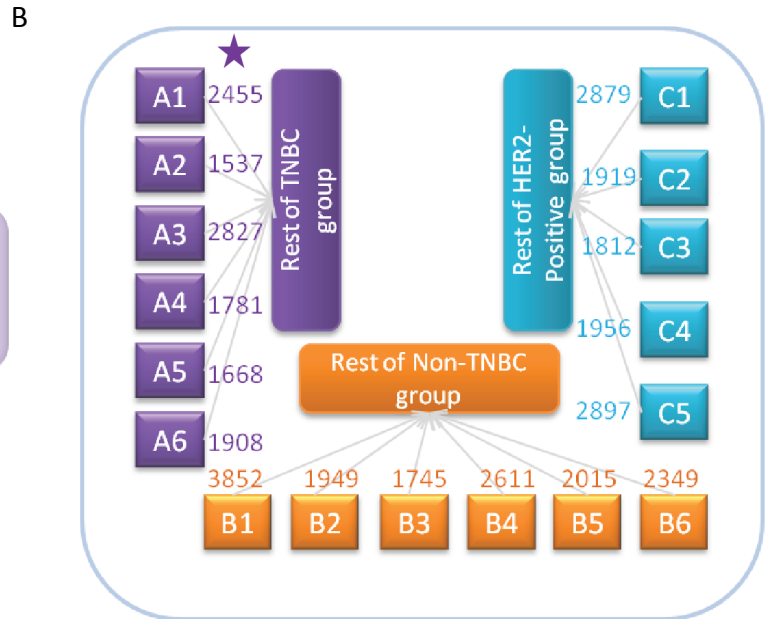 B
A1 2455
A2 1537
A3 2827
A4 1781
A5 1668
A6 1908
Rest of TNBC
group
Rest of HER2-
Positive group
2879 C1
1919 C2
1812 C3
1956 C4
2897 C5
Rest of Non-TNBC
group
3852 1949 1745 2611 2015 2349
B1 B2 B3 B4 B5 B6